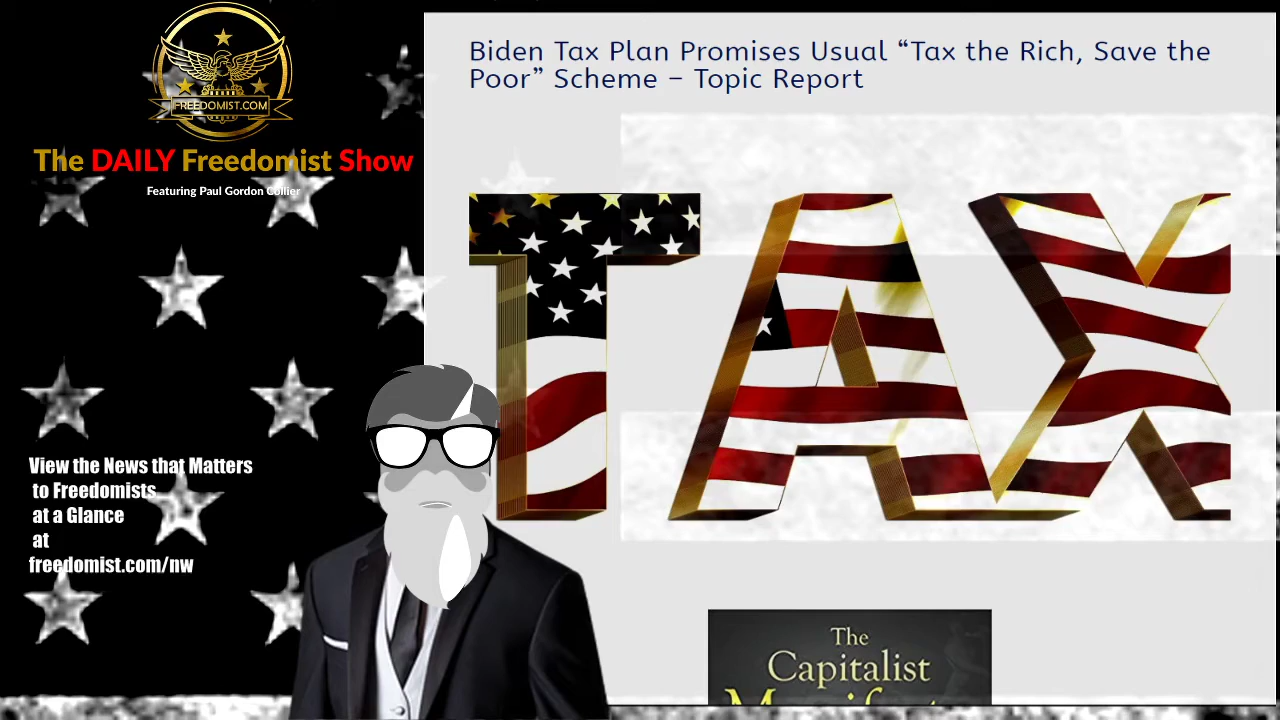 FREEDOMIST.COM
The DAILY Freedomist Show
Featuring Paul Gordon Collier
View the News that Matters
to Freedomists
at a Glance
at
freedomist.com/nw
Biden Tax Plan Promises Usual “Tax the Rich, Save the
Poor” Scheme – Topic Report
TAX
The
Capitalist